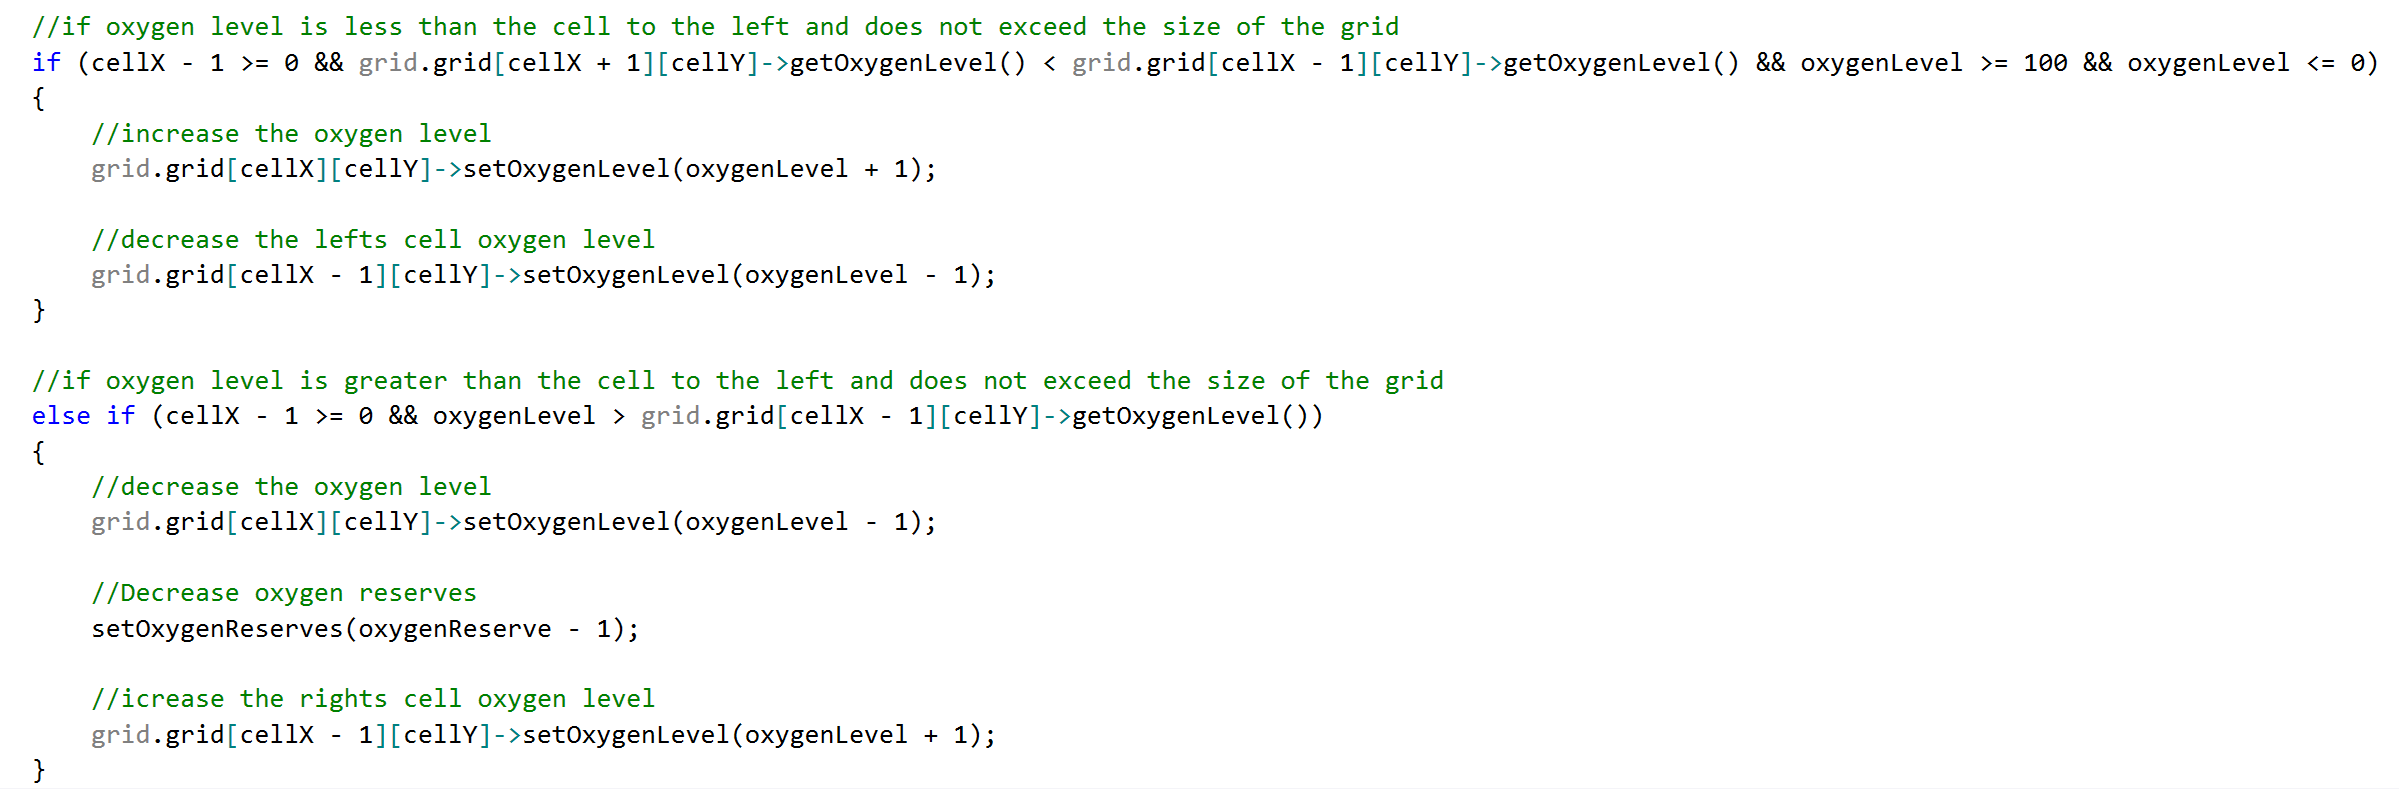 //if oxygen level is less than the cell to the left and does not exceed the size of the grid
if (cellX - 1 >= 0 && grid.grid[cellX + 1][cellY]->getOxygenLevel() < grid.grid[cellX - 1][cellY]->getOxygenLevel() && oxygenLevel >= 100 && oxygenLevel <= 0)
{
    //increase the oxygen level
    grid.grid[cellX][cellY]->setOxygenLevel(oxygenLevel + 1);

    //decrease the lefts cell oxygen level
    grid.grid[cellX - 1][cellY]->setOxygenLevel(oxygenLevel - 1);
}

//if oxygen level is greater than the cell to the left and does not exceed the size of the grid
else if (cellX - 1 >= 0 && oxygenLevel > grid.grid[cellX - 1][cellY]->getOxygenLevel())
{
    //decrease the oxygen level
    grid.grid[cellX][cellY]->setOxygenLevel(oxygenLevel - 1);

    //Decrease oxygen reserves
    setOxygenReserves(oxygenReserve - 1);

    //icrease the rights cell oxygen level
    grid.grid[cellX - 1][cellY]->setOxygenLevel(oxygenLevel + 1);
}